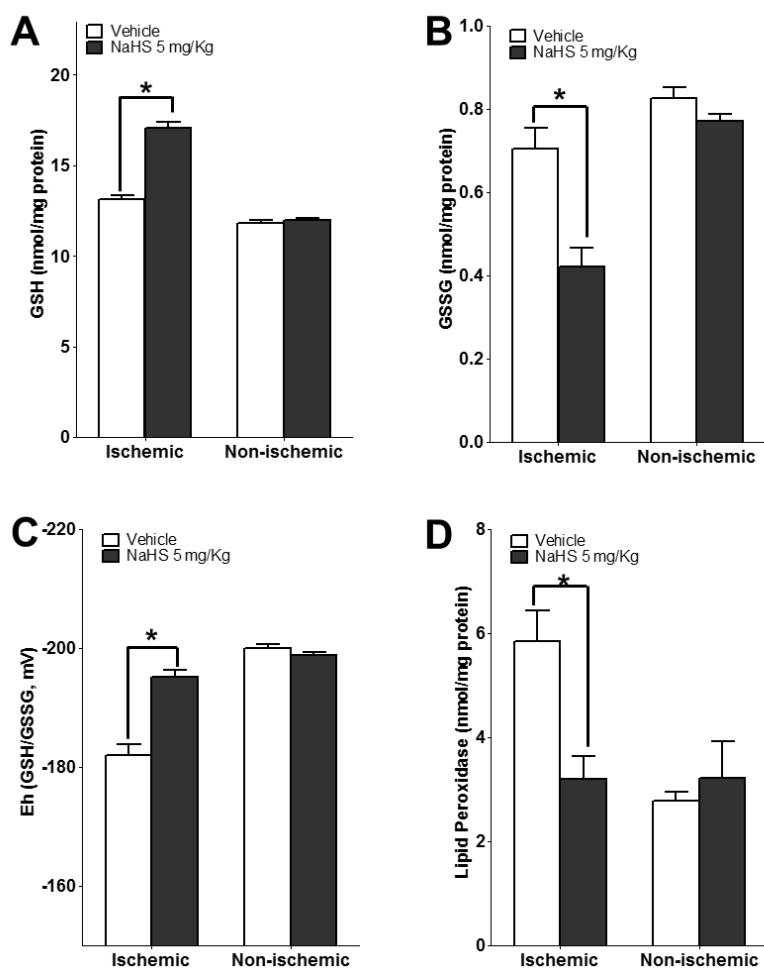 A
Vehicle
NaHS 5 mg/Kg
GSH (nmol/mg protein)
20
15
10
5
0
*
Ischemic
Non-ischemic
B
Vehicle
NaHS 5 mg/Kg
GSSG (nmol/mg protein)
1.0
0.8
0.6
0.4
0.2
0.0
*
Ischemic
Non-ischemic
C
Vehicle
NaHS 5 mg/Kg
Eh (GSH/GSSG, mV)
-220
-200
-180
-160
*
Ischemic
Non-ischemic
D
Vehicle
NaHS 5 mg/Kg
Lipid Peroxidase (nmol/mg protein)
8
6
4
2
0
*
Ischemic
Non-ischemic